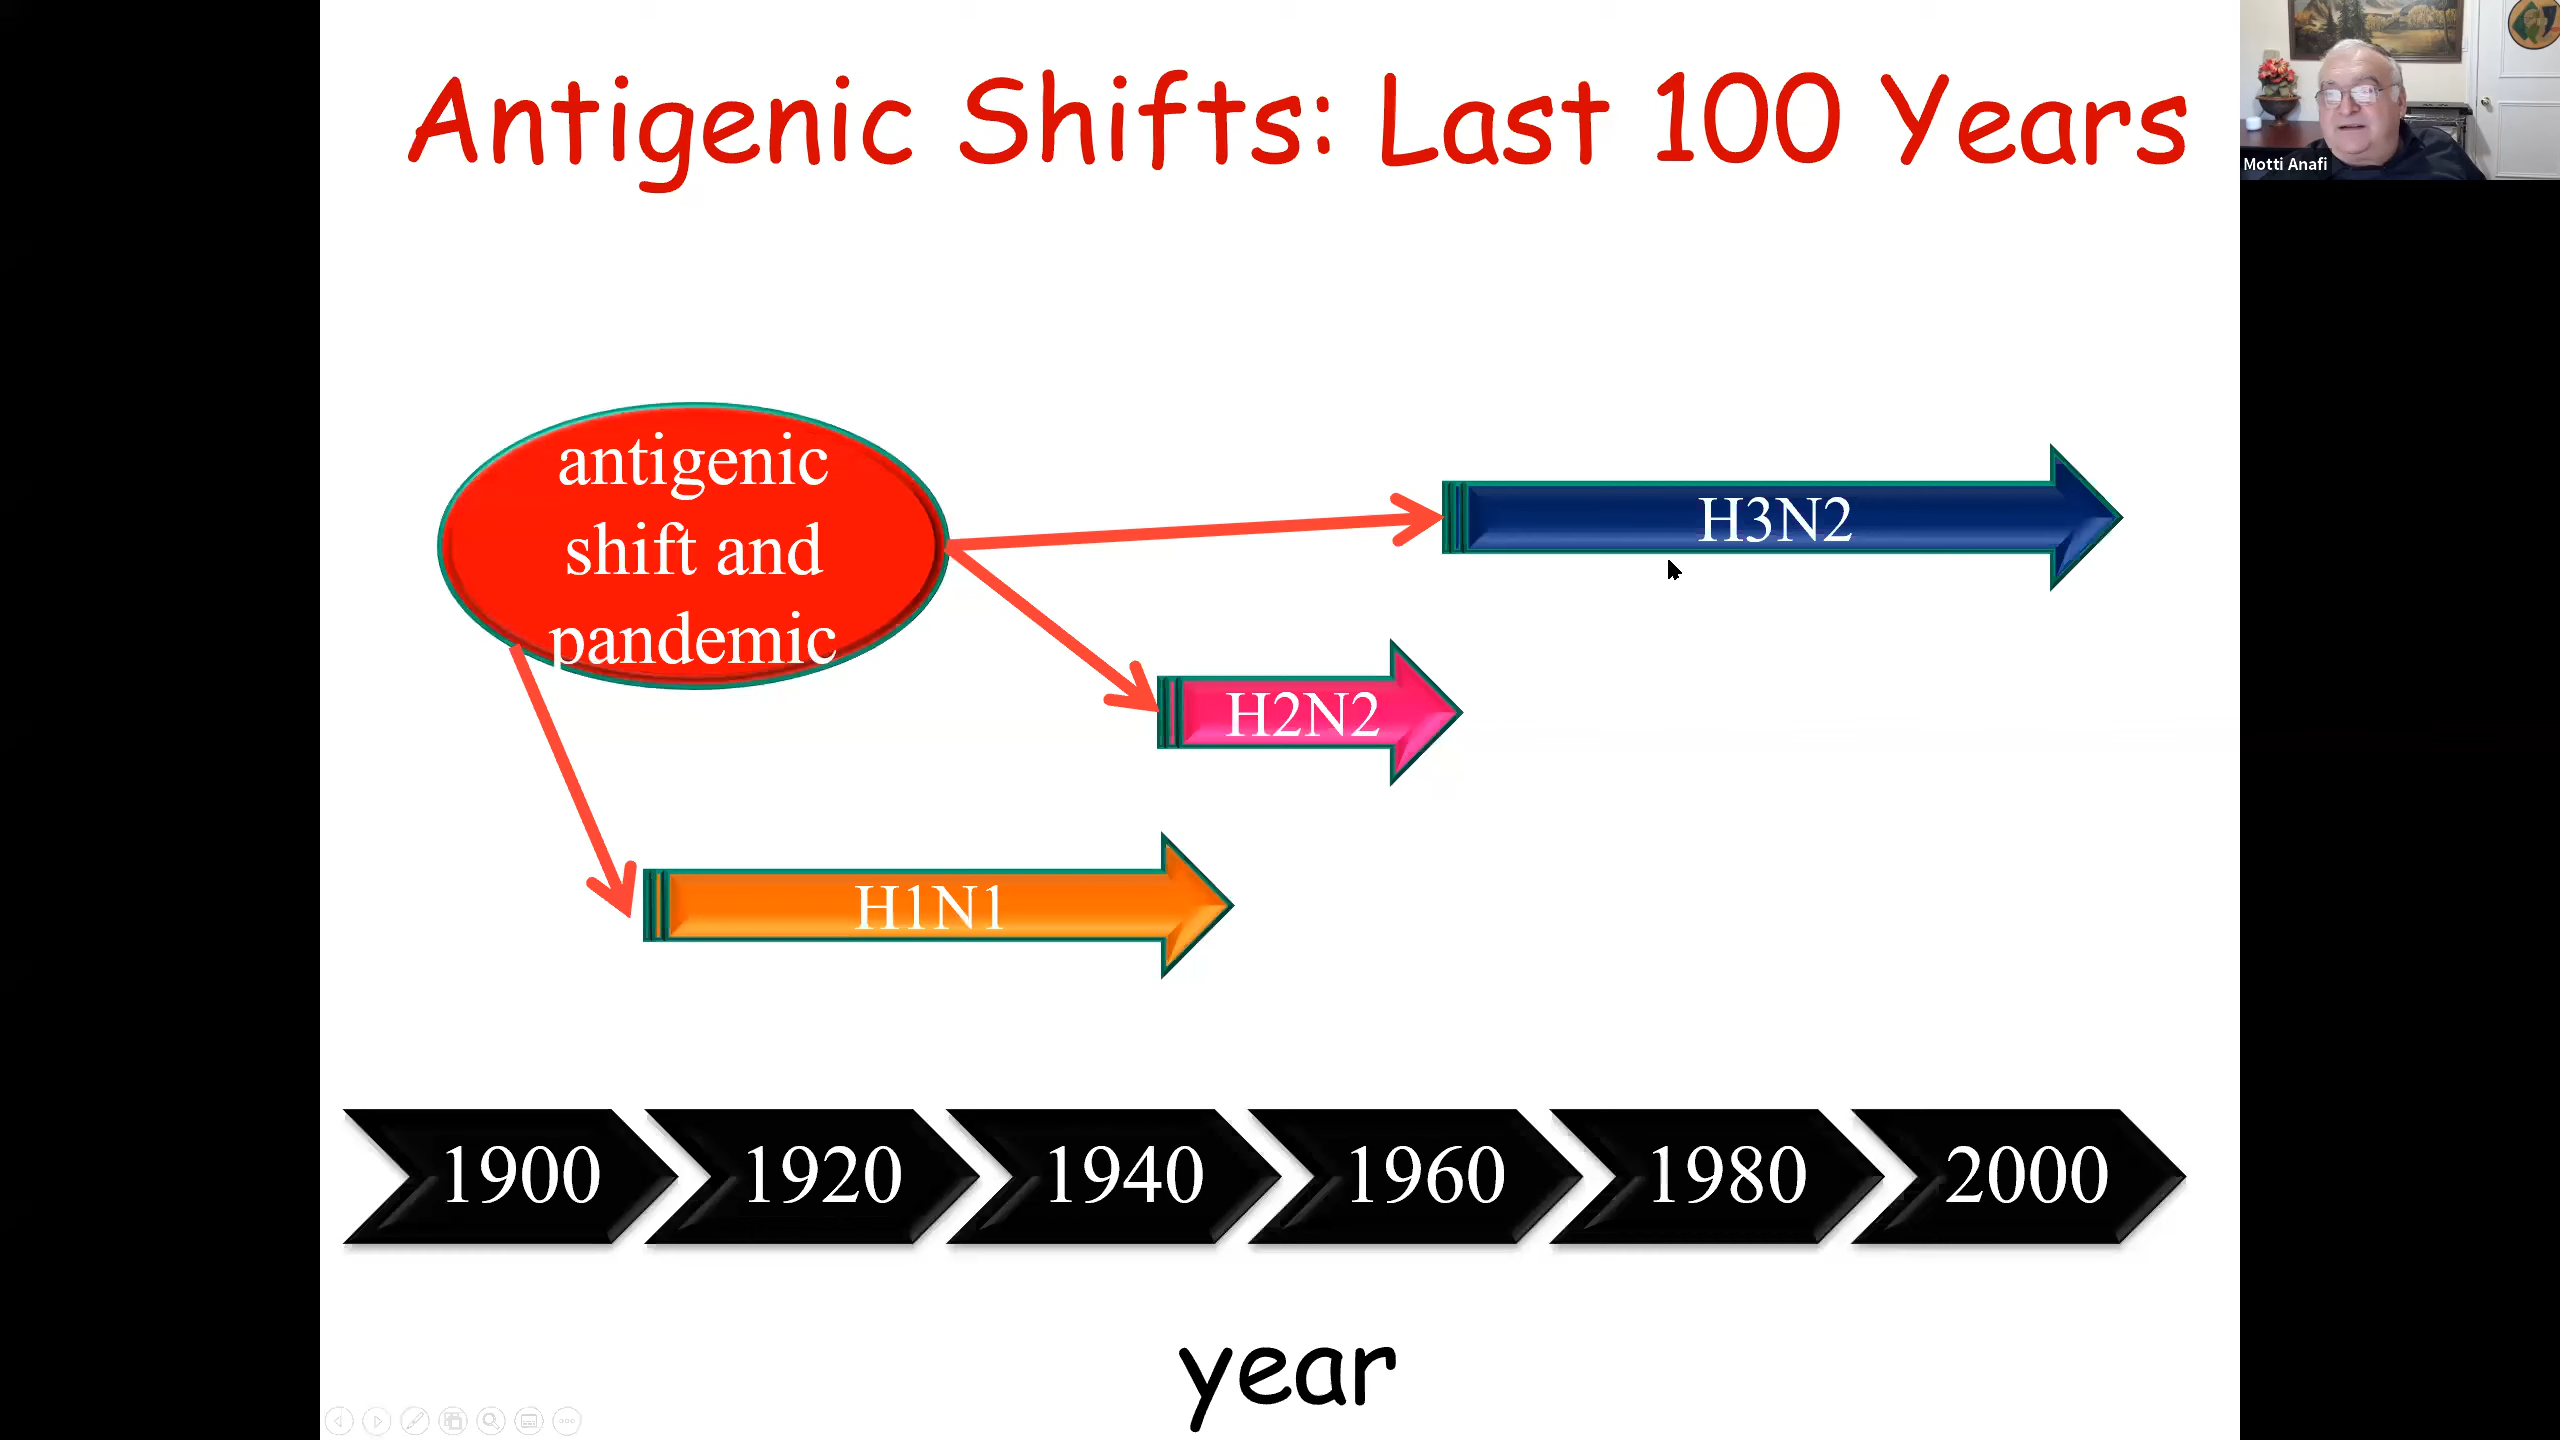 Antigenic Shifts: Last 100 Years
Motti Anafi
antigenic
shift and
pandemic
H3N2
H2N2
H1N1
1900 1920 1940 1960 1980 2000
year